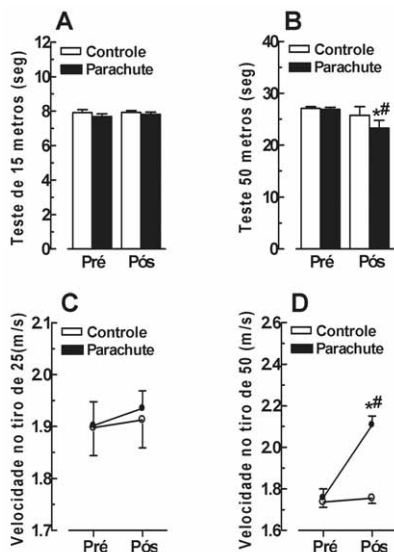 A
Controle
Parachute
Teste de 15 metros (seg)
12
10
8
6
4
2
0
Pré Pós
B
Controle
Parachute
Teste 50 metros (seg)
40
30
20
10
0
*#
Pré Pós
C
Controle
Parachute
Velocidade no tiro de 25(m/s)
2.1
2.0
1.9
1.8
1.7
Pré Pós
D
Controle
Parachute
Velocidade no tiro de 50 (m/s)
2.6
2.4
2.2
2.0
1.8
1.6
*#
Pré Pós